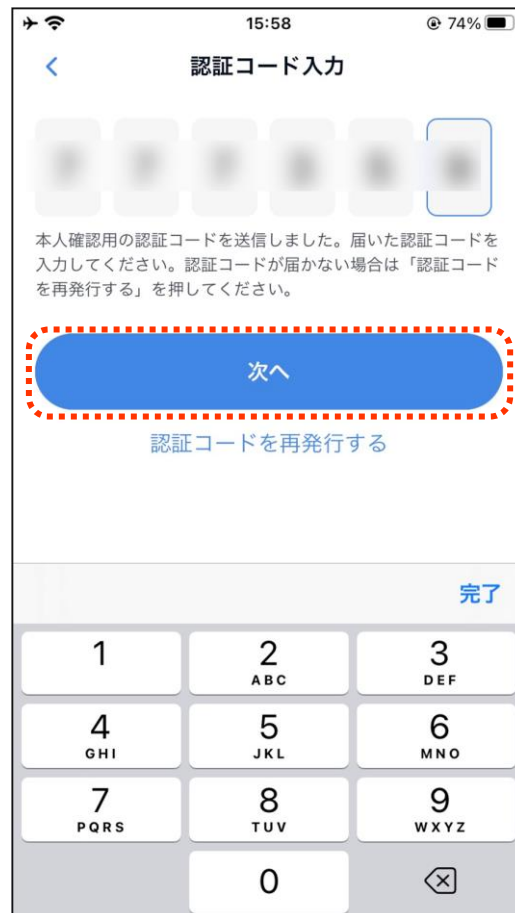 15:58
74%
認証コード入力
本人確認用の認証コードを送信しました。届いた認証コードを
入力してください。認証コードが届かない場合は「認証コード
を再発行する」を押してください。
次へ
認証コードを再発行する
完了
1 2 3
ABC DEF
4 5 6
GHI JKL MNO
7 8 9
PQRS TUV WXYZ
0